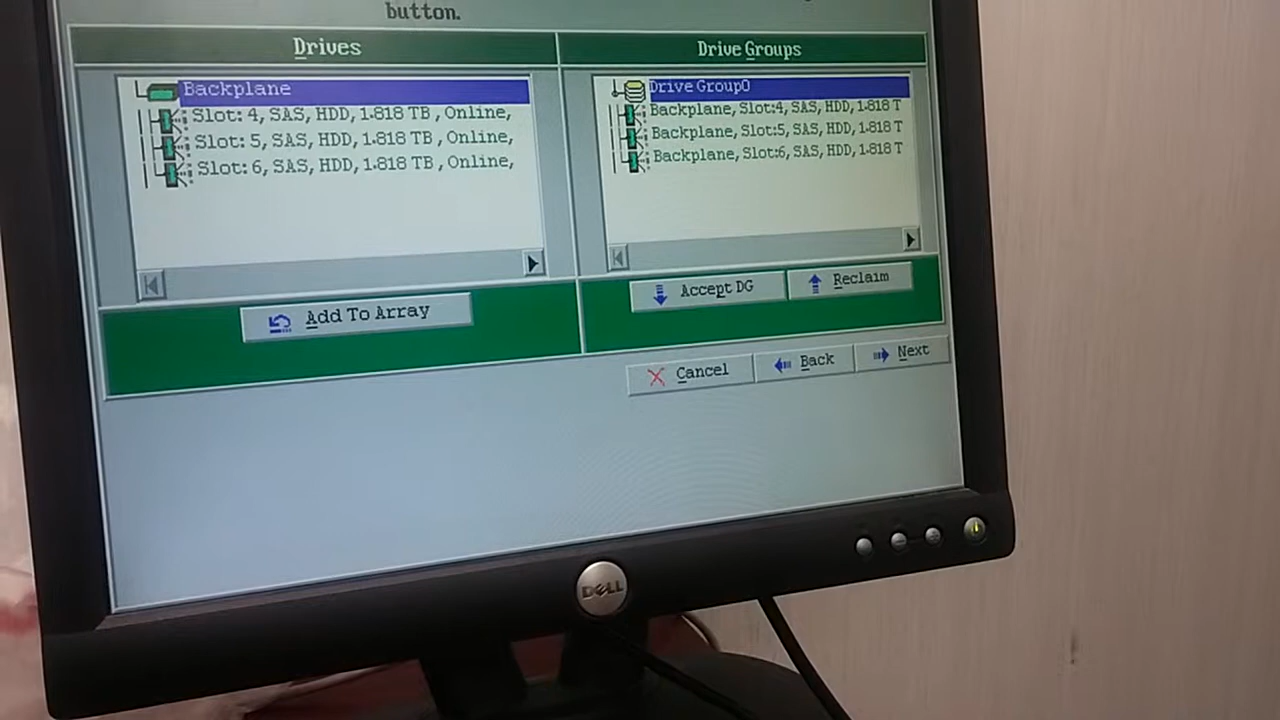 button.
Drives
Drive Groups
Backplane
Slot: 4, SAS, HDD, 1.818 TB , Online,
Slot: 5, SAS, HDD, 1.818 TB , Online,
Slot: 6, SAS, HDD, 1.818 TB , Online,
Drive Group0
Backplane, Slot:4, SAS, HDD, 1.818 T
Backplane, Slot:5, SAS, HDD, 1.818 T
Backplane, Slot:6, SAS, HDD, 1.818 T
Add To Array
Accept DG
Reclaim
Cancel
Back
Next
DELL